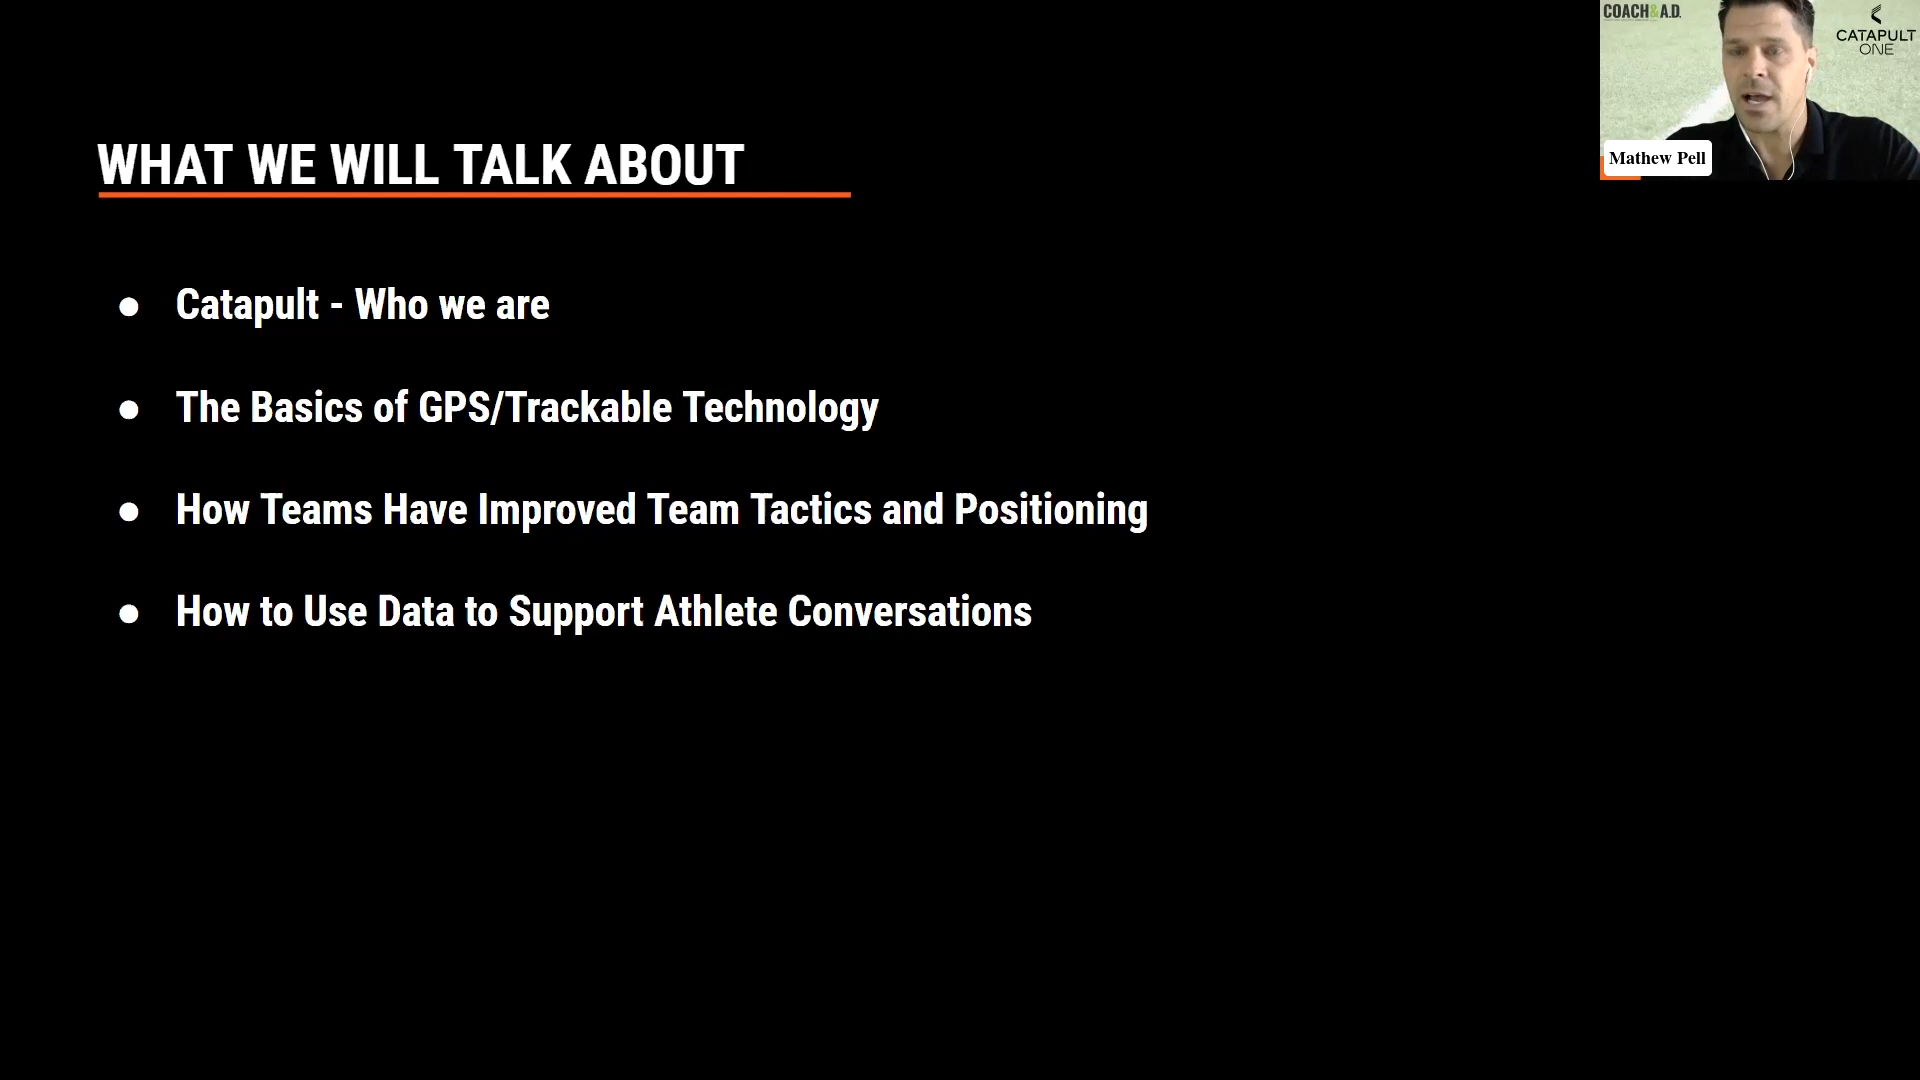 COACH&A.D.
CATAPULT
ONE
Mathew Pell
WHAT WE WILL TALK ABOUT
● Catapult - Who we are
● The Basics of GPS/Trackable Technology
● How Teams Have Improved Team Tactics and Positioning
● How to Use Data to Support Athlete Conversations